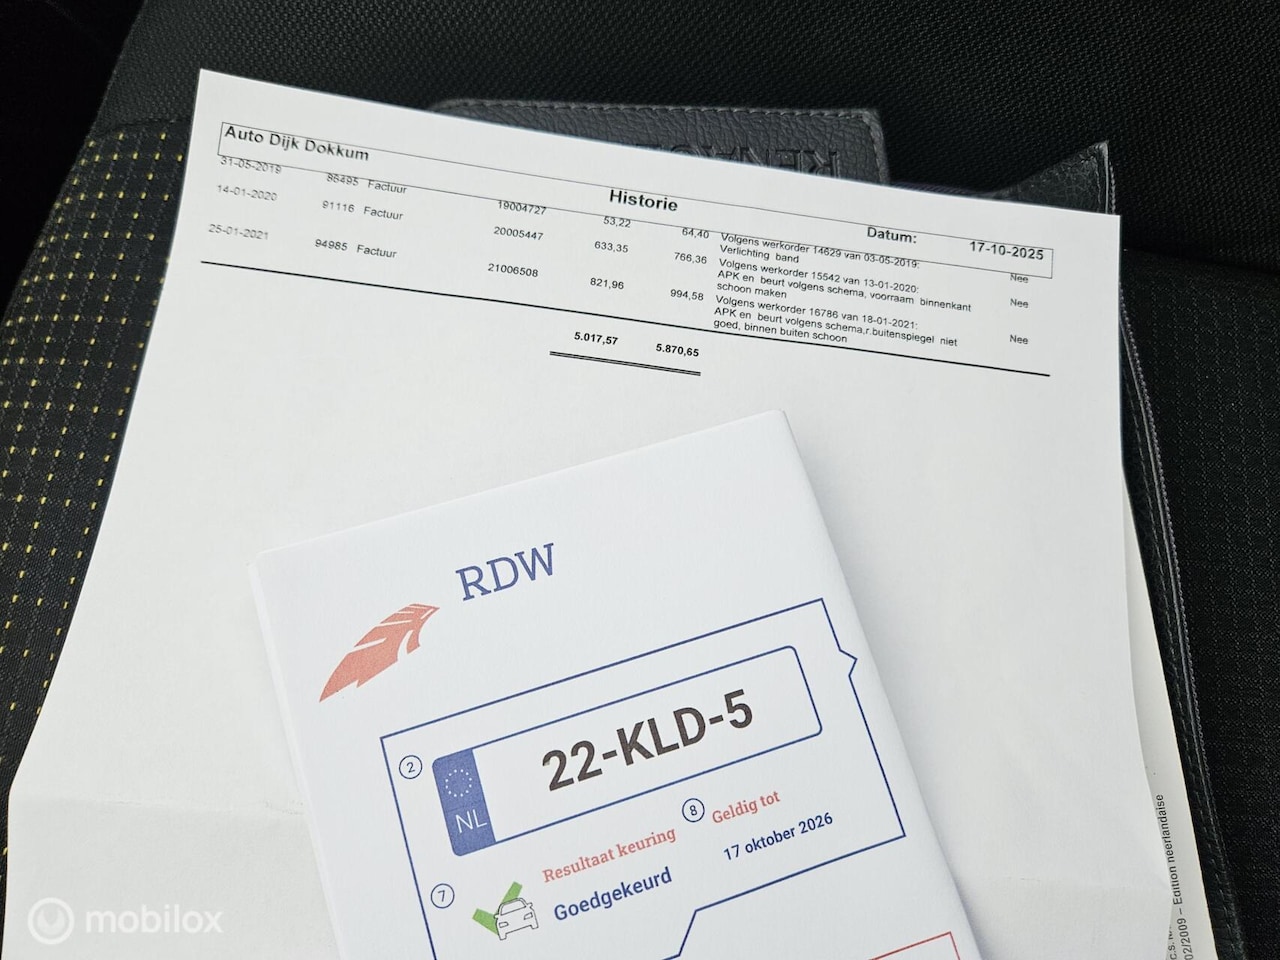 RENAULT
Auto Dijk Dokkum Historie Datum: 17-10-2025
31-05-2019 86495 Factuur 19004727 53,22 64,40 Volgens werkorder 14629 van 03-05-2019: Nee
Verlichting band
14-01-2020 91116 Factuur 20005447 633,35 766,36 Volgens werkorder 15542 van 13-01-2020: Nee
APK en beurt volgens schema, voorraam binnenkant
schoon maken
25-01-2021 94985 Factuur 21006508 821,96 994,58 Volgens werkorder 16786 van 18-01-2021: Nee
APK en beurt volgens schema,r.buitenspiegel niet
goed, binnen buiten schoon
5.017,57 5.870,65
RDW
2
NL 22-KLD-5
7 Resultaat keuring 8 Geldig tot
Goedgekeurd 17 oktober 2026
02/2009 – Edition néerlandaise
mobilox